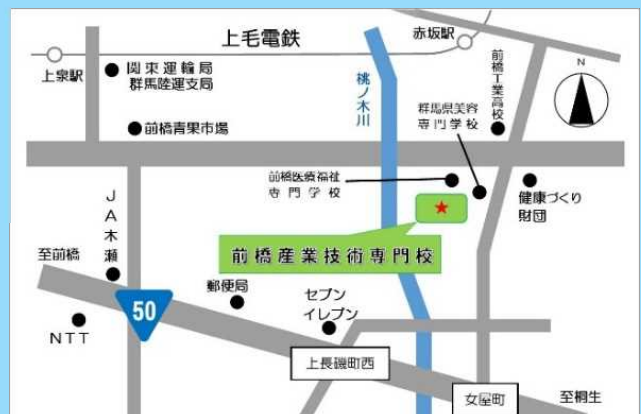 上毛電鉄
赤坂駅
上泉駅
関東運輸局
群馬陸運支局
前橋青果市場
桃ノ木川
群馬県美容
専門学校
前橋工業高校
N
前橋医療福祉
専門学校
健康づくり
財団
★
前橋産業技術専門校
JA木瀬
至前橋
50
郵便局
セブン
イレブン
NTT
上長磯町西
女屋町
至桐生